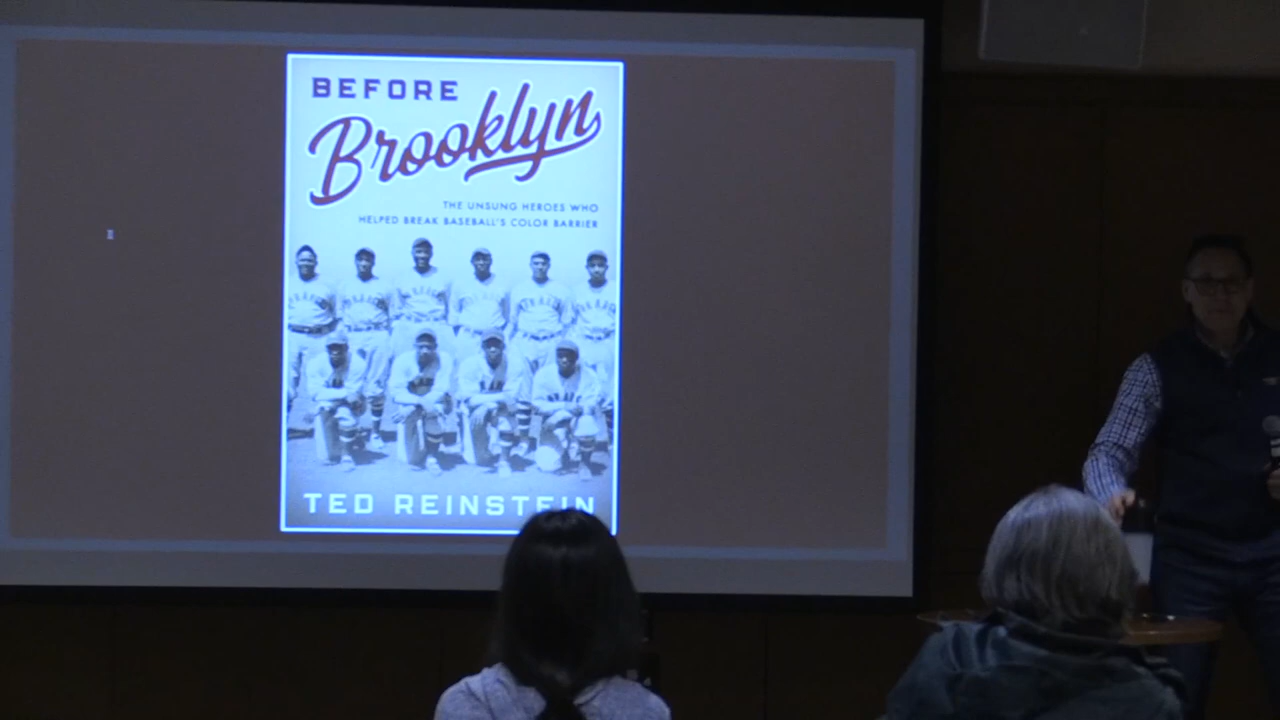 BEFORE
Brooklyn
THE UNSUNG HEROES WHO
HELPED BREAK BASEBALL'S COLOR BARRIER
TED REINSTEIN